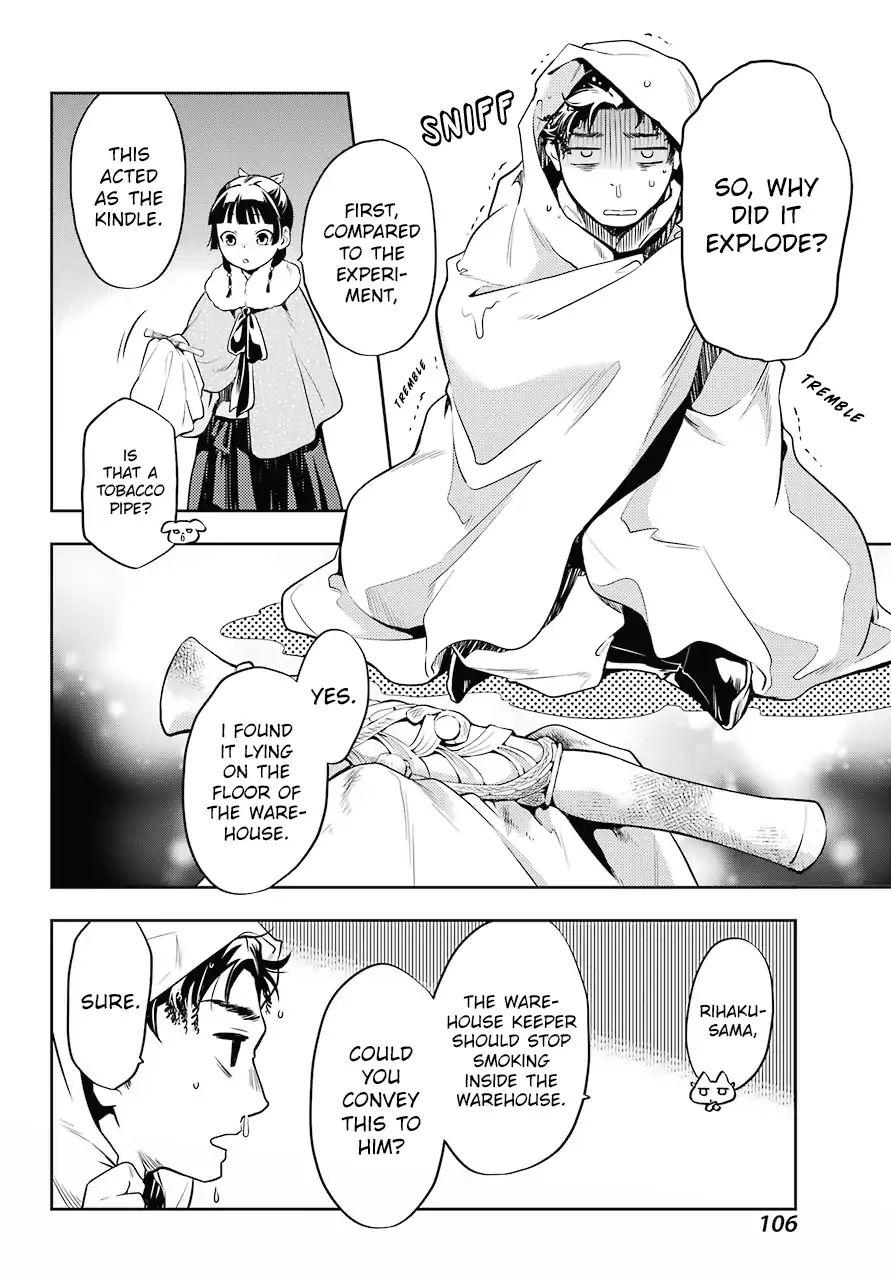 SO, WHY
DID IT
EXPLODE?
SNIFF
TREMBLE
TREMBLE
FIRST,
COMPARED
TO THE
EXPERI-
MENT,
THIS
ACTED
AS THE
KINDLE.
IS
THAT A
TOBACCO
PIPE?
YES.
I FOUND
IT LYING
ON THE
FLOOR OF
THE WARE-
HOUSE.
RIHAKU-
SAMA,
THE WARE-
HOUSE KEEPER
SHOULD STOP
SMOKING
INSIDE THE
WAREHOUSE.
COULD
YOU
CONVEY
THIS TO
HIM?
SURE.
106